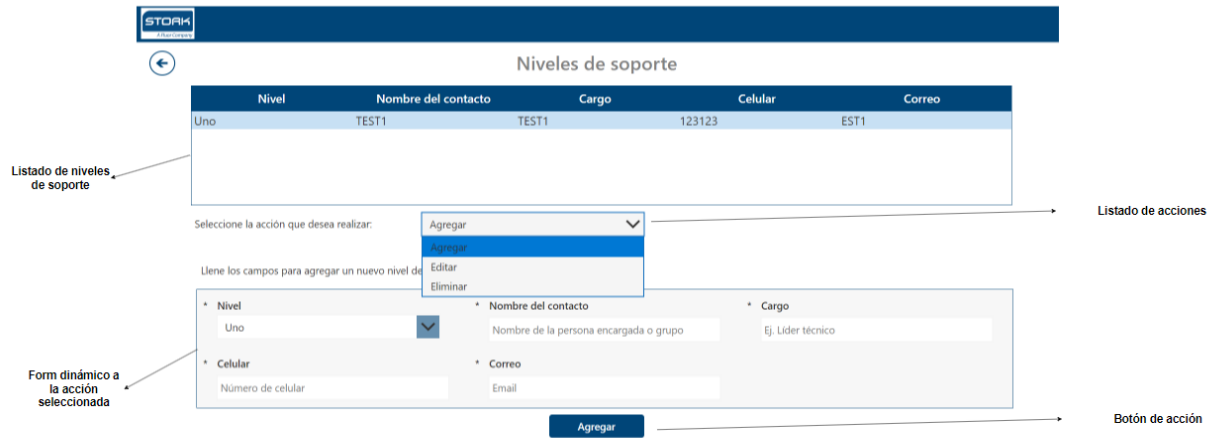 STORK
A Fluor Company
Niveles de soporte
Nivel Nombre del contacto Cargo Celular Correo
Uno TEST1 TEST1 123123 EST1
Listado de niveles
de soporte
Seleccione la acción que desea realizar: Agregar
Listado de acciones
Agregar
Editar
Eliminar
Llene los campos para agregar un nuevo nivel de
* Nivel * Nombre del contacto * Cargo
Uno Nombre de la persona encargada o grupo Ej. Líder técnico
* Celular * Correo
Número de celular Email
Form dinámico a
la acción
seleccionada
Agregar
Botón de acción